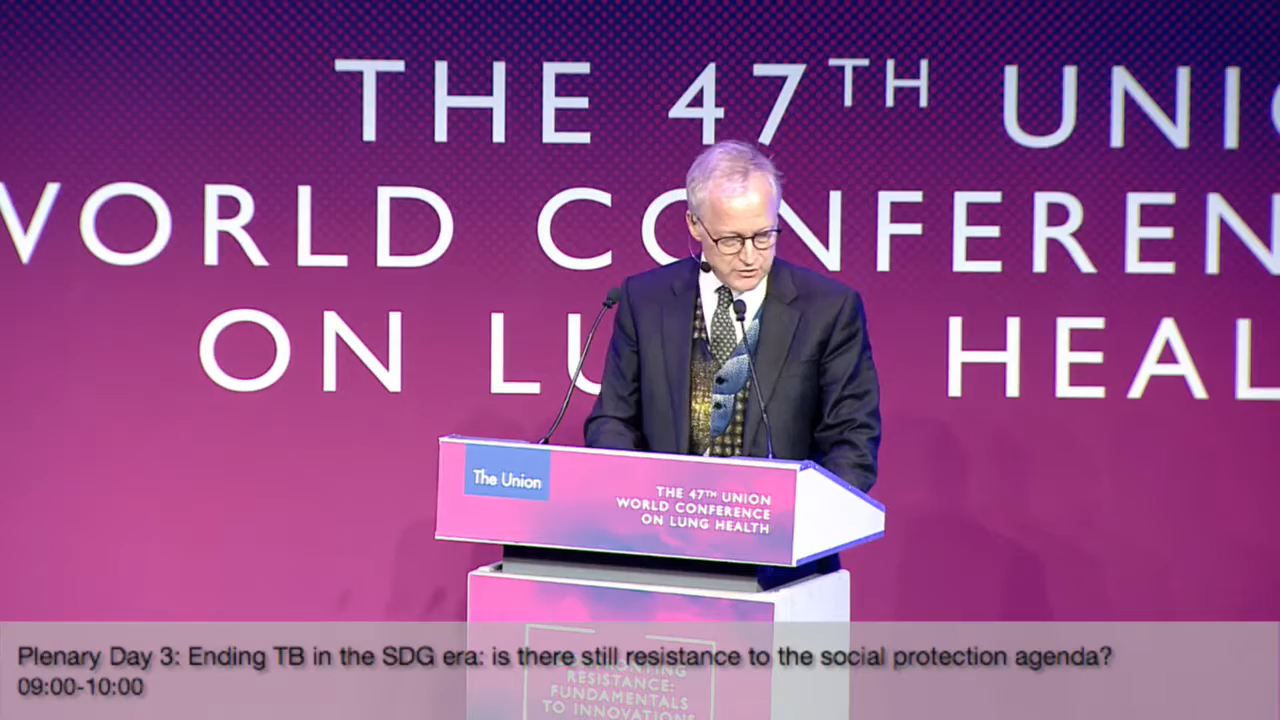 THE 47TH UNI
WORLD CONFEREN
ON LU HEAL
The Union
THE 47TH UNION
WORLD CONFERENCE
ON LUNG HEALTH
Plenary Day 3: Ending TB in the SDG era: is there still resistance to the social protection agenda?
09:00-10:00
RESISTANCE:
FUNDAMENTALS
TO INNOVATIONS